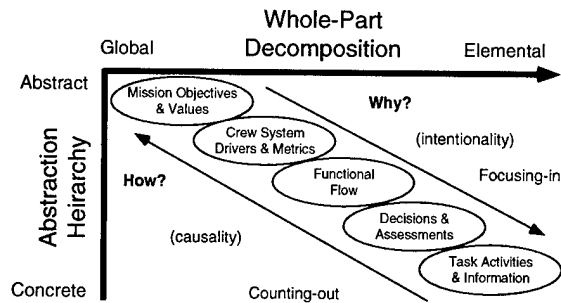 Whole-Part
Decomposition
Global
Elemental
Abstract
Abstraction
Heirarchy
Concrete
Mission Objectives
& Values
Crew System
Drivers & Metrics
Functional
Flow
Decisions &
Assessments
Task Activities
& Information
Why?
(intentionality)
Focusing-in
How?
(causality)
Counting-out